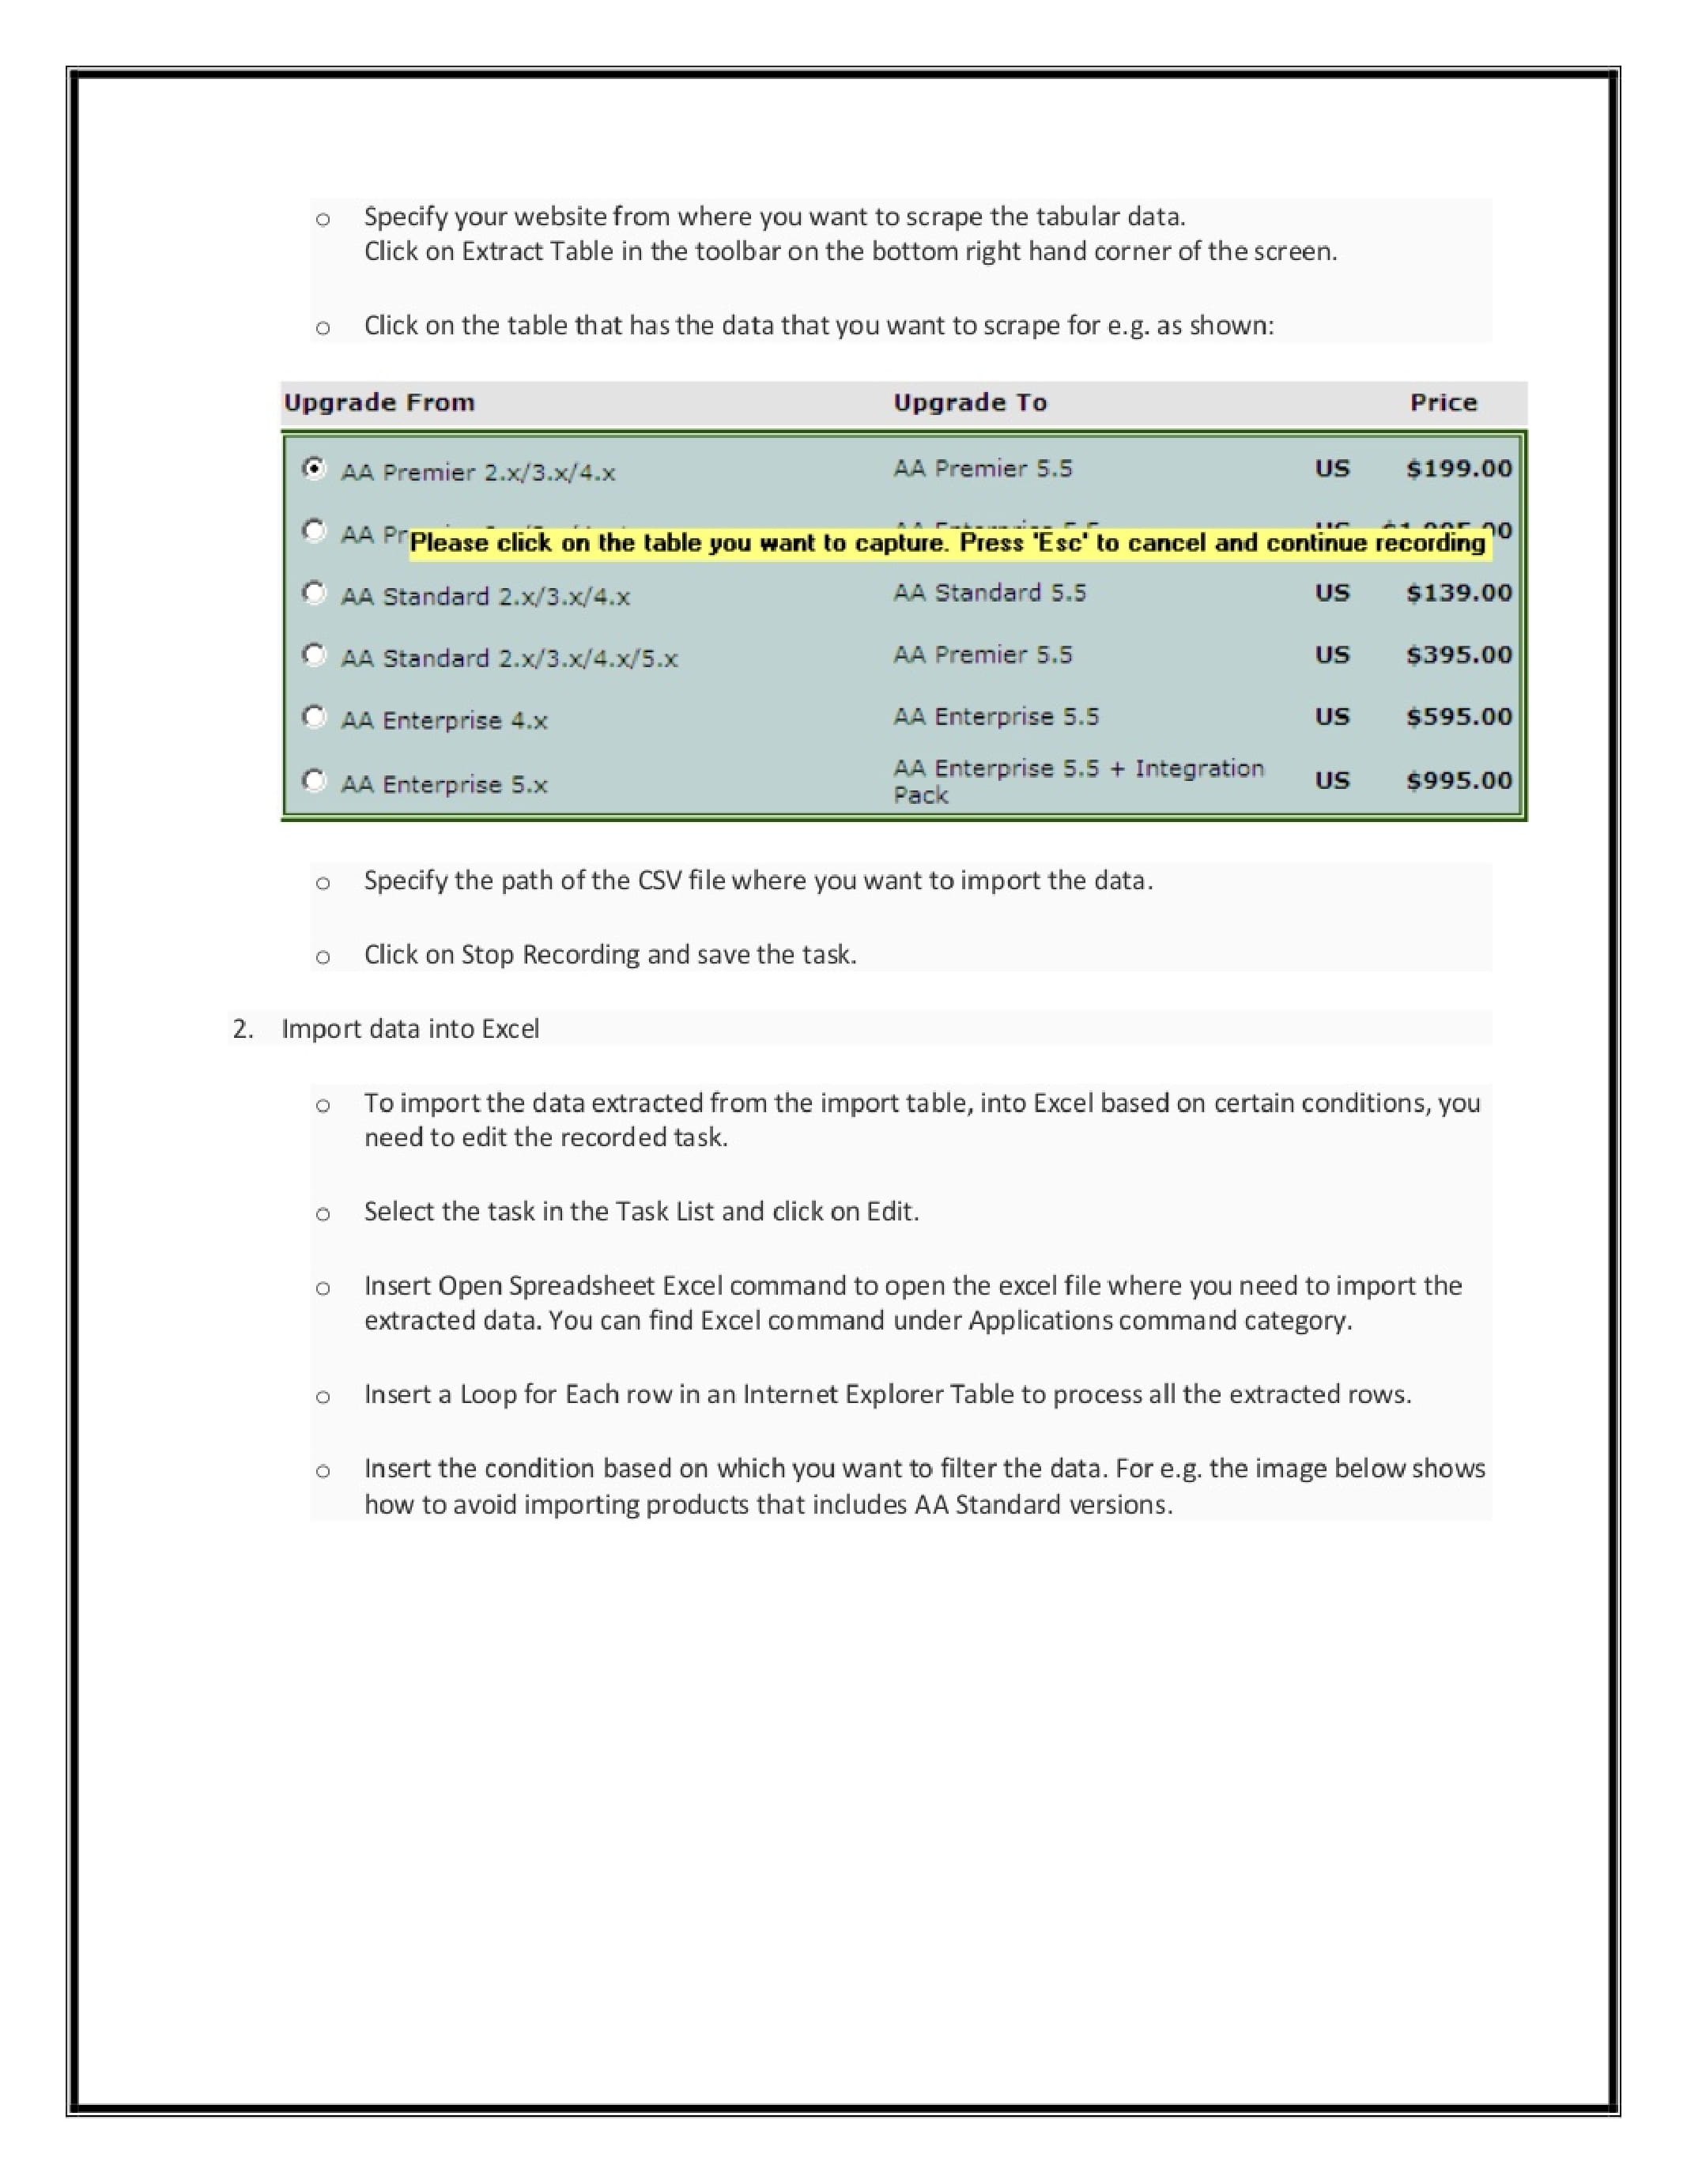 o Specify your website from where you want to scrape the tabular data.
Click on Extract Table in the toolbar on the bottom right hand corner of the screen.
o Click on the table that has the data that you want to scrape for e.g. as shown:
Upgrade From Upgrade To Price
AA Premier 2.x/3.x/4.x AA Premier 5.5 US $199.00
AA
Please click on the table you want to capture. Press 'Esc' to cancel and continue recording
AA Standard 2.x/3.x/4.x AA Standard 5.5 US $139.00
AA Standard 2.x/3.x/4.x/5.x AA Premier 5.5 US $395.00
AA Enterprise 4.x AA Enterprise 5.5 US $595.00
AA Enterprise 5.x AA Enterprise 5.5 + Integration US $995.00
Pack
o Specify the path of the CSV file where you want to import the data.
o Click on Stop Recording and save the task.
2. Import data into Excel
o To import the data extracted from the import table, into Excel based on certain conditions, you
need to edit the recorded task.
o Select the task in the Task List and click on Edit.
o Insert Open Spreadsheet Excel command to open the excel file where you need to import the
extracted data. You can find Excel command under Applications command category.
o Insert a Loop for Each row in an Internet Explorer Table to process all the extracted rows.
o Insert the condition based on which you want to filter the data. For e.g. the image below shows
how to avoid importing products that includes AA Standard versions.